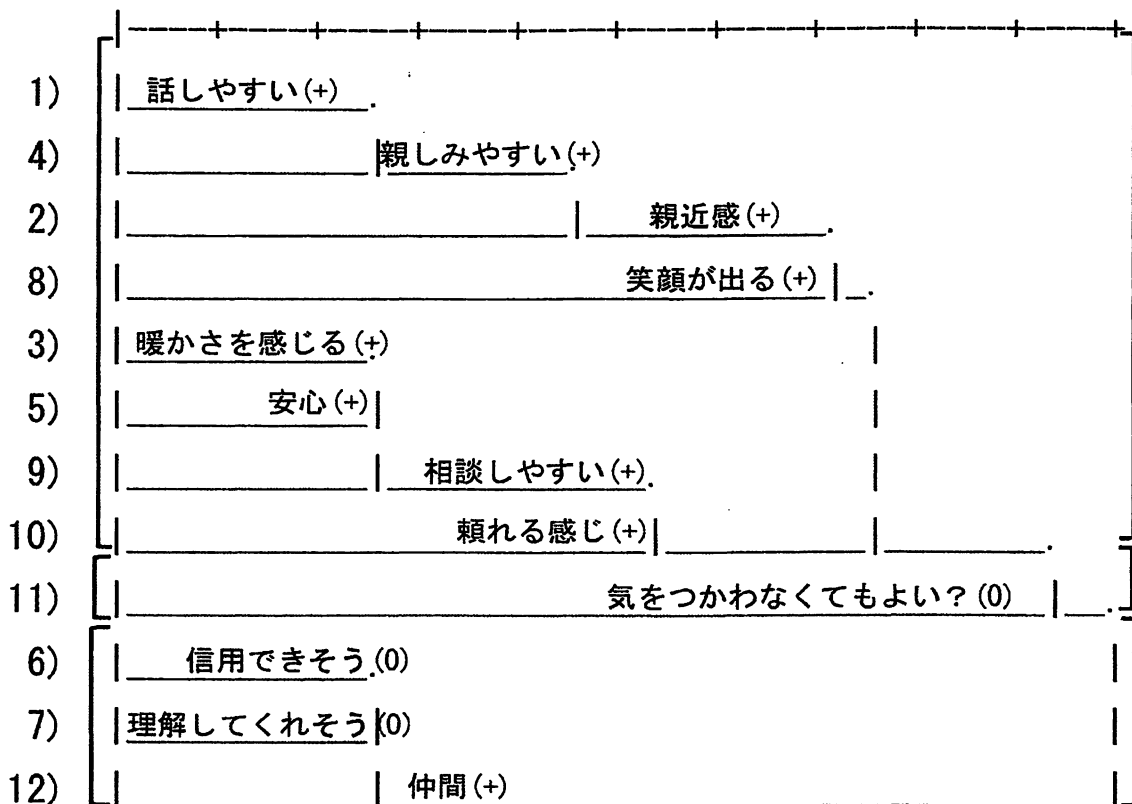 1) 話しやすい(+)
4) 親しみやすい(+)
2) 親近感(+)
8) 笑顔が出る(+)
3) 暖かさを感じる(+)
5) 安心(+)
9) 相談しやすい(+)
10) 頼れる感じ(+)
11) 気をつかわなくてもよい？(0)
6) 信用できそう(0)
7) 理解してくれそう(0)
12) 仲間(+)